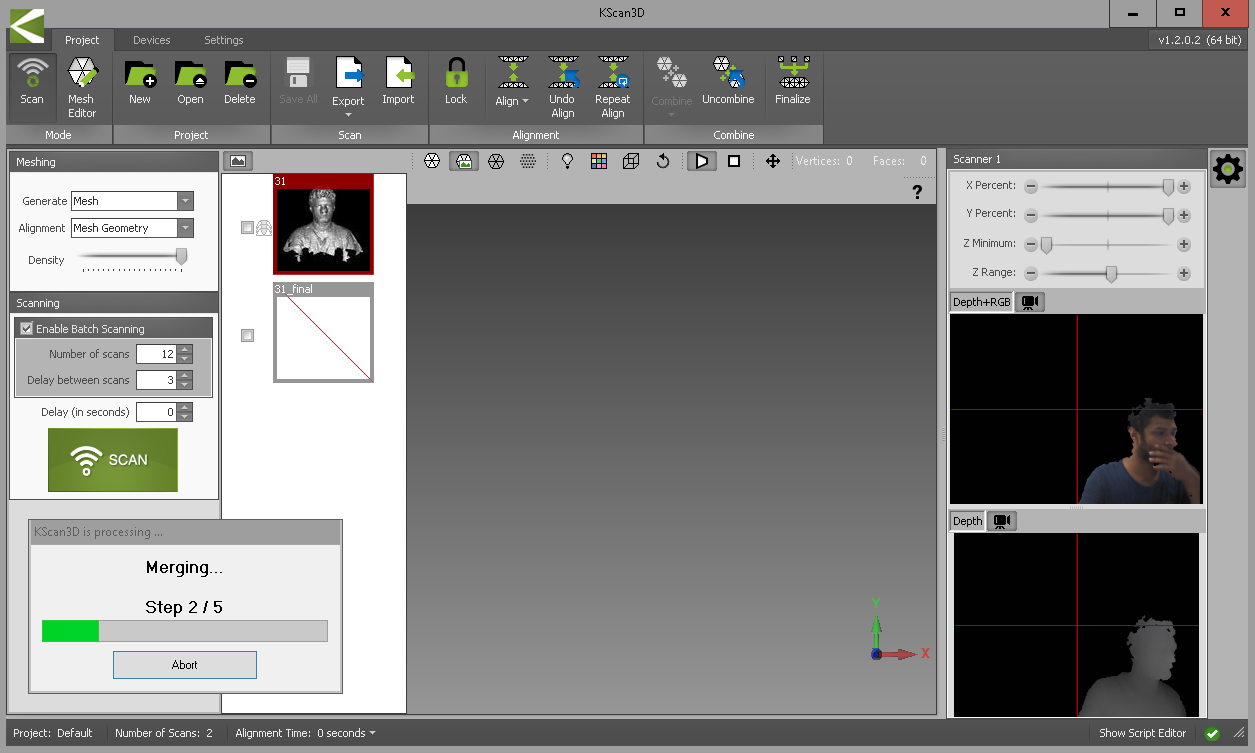 KScan3D
Project
Devices
Settings
v1.2.0.2 (64 bit)
Scan
Mesh
Editor
New
Open
Delete
Save All
Export
Import
Lock
Align
Undo
Align
Repeat
Align
Combine
Uncombine
Finalize
Mode
Project
Scan
Alignment
Combine
Meshing
Generate Mesh
Alignment Mesh Geometry
Density
Scanning
Enable Batch Scanning
Number of scans 12
Delay between scans 3
Delay (in seconds) 0
SCAN
KScan3D is processing ...
Merging...
Step 2 / 5
Abort
31
31_final
Vertices: 0 Faces: 0
?
Y
X
Scanner 1
X Percent:
Y Percent:
Z Minimum:
Z Range:
Depth+RGB
Depth
Project: Default
Number of Scans: 2
Alignment Time: 0 seconds
Show Script Editor